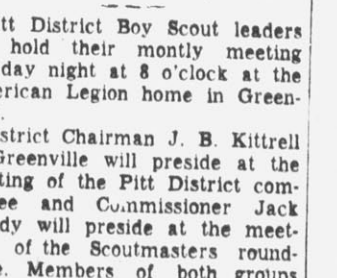 tt District Boy Scout leaders
hold their montly meeting
day night at 8 o'clock at the
erican Legion home in Green-
.
strict Chairman J. B. Kittrell
Greenville will preside at the
ting of the Pitt District com-
ee and Commissioner Jack
dy will preside at the meet-
of the Scoutmasters round-
e. Members of both groups